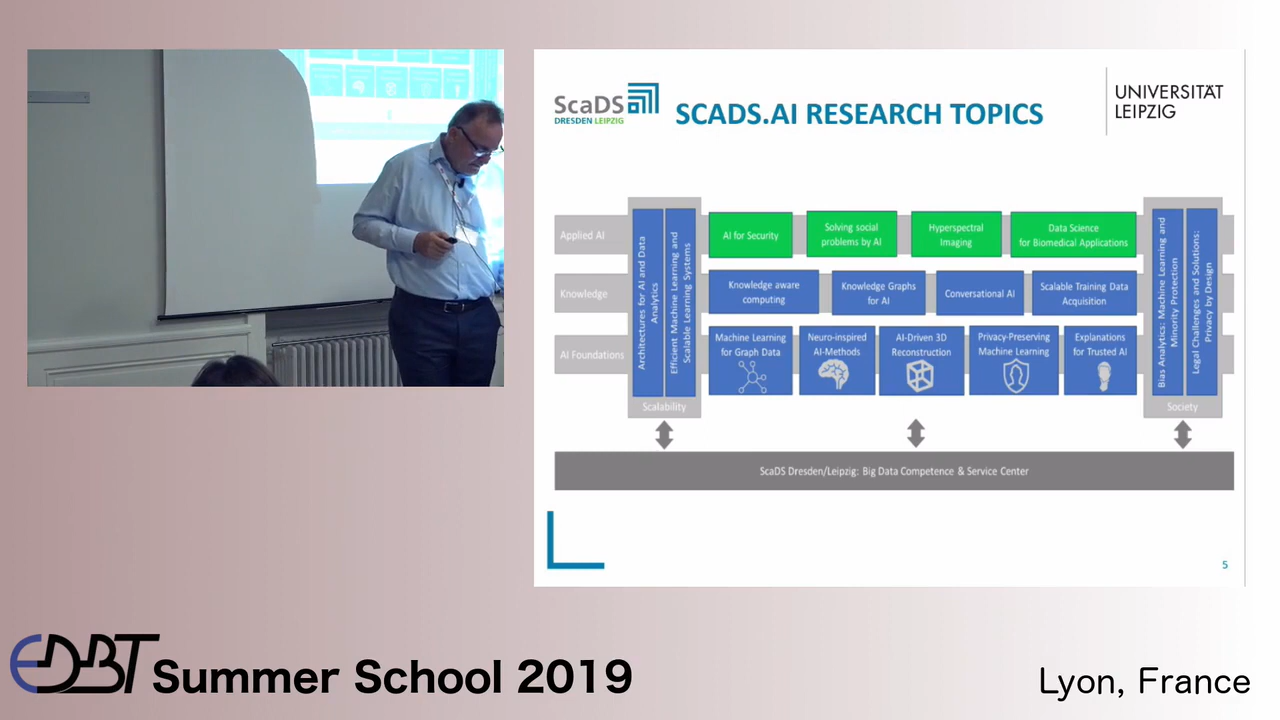 ScaDS
DRESDEN LEIPZIG
SCADS.AI RESEARCH TOPICS
UNIVERSITÄT
LEIPZIG
Applied AI
Knowledge
AI Foundations
Architectures for AI and Data
Analytics
Efficient Machine Learning and
Scalable Learning Systems
Scalability
AI for Security
Solving social
problems by AI
Hyperspectral
Imaging
Data Science
for Biomedical Applications
Knowledge aware
computing
Knowledge Graphs
for AI
Conversational AI
Scalable Training Data
Acquisition
Machine Learning
for Graph Data
Neuro-inspired
AI-Methods
AI-Driven 3D
Reconstruction
Privacy-Preserving
Machine Learning
Explanations
for Trusted AI
Bias Analytics: Machine Learning and
Minority Protection
Legal Challenges and Solutions:
Privacy by Design
Society
ScaDS Dresden/Leipzig: Big Data Competence & Service Center
5
EDBT Summer School 2019
Lyon, France